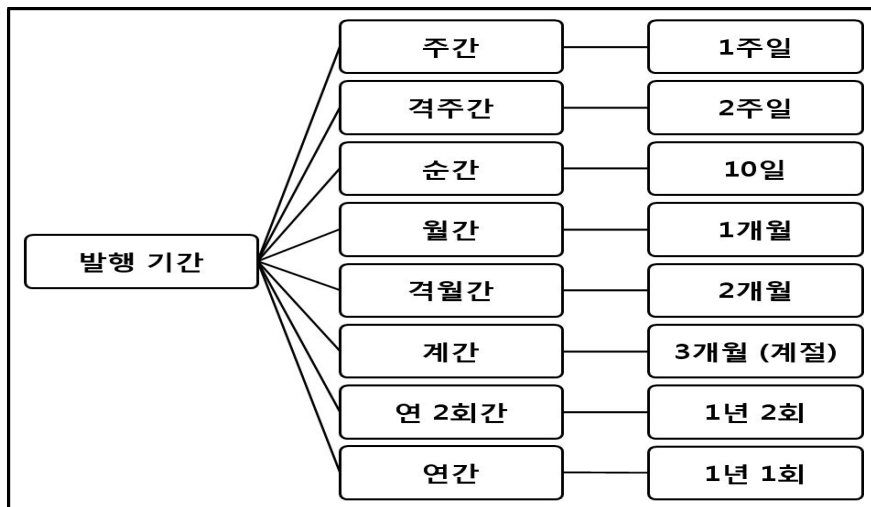 주간 1주일
격주간 2주일
순간 10일
월간 1개월
발행 기간
격월간 2개월
계간 3개월 (계절)
연 2회간 1년 2회
연간 1년 1회